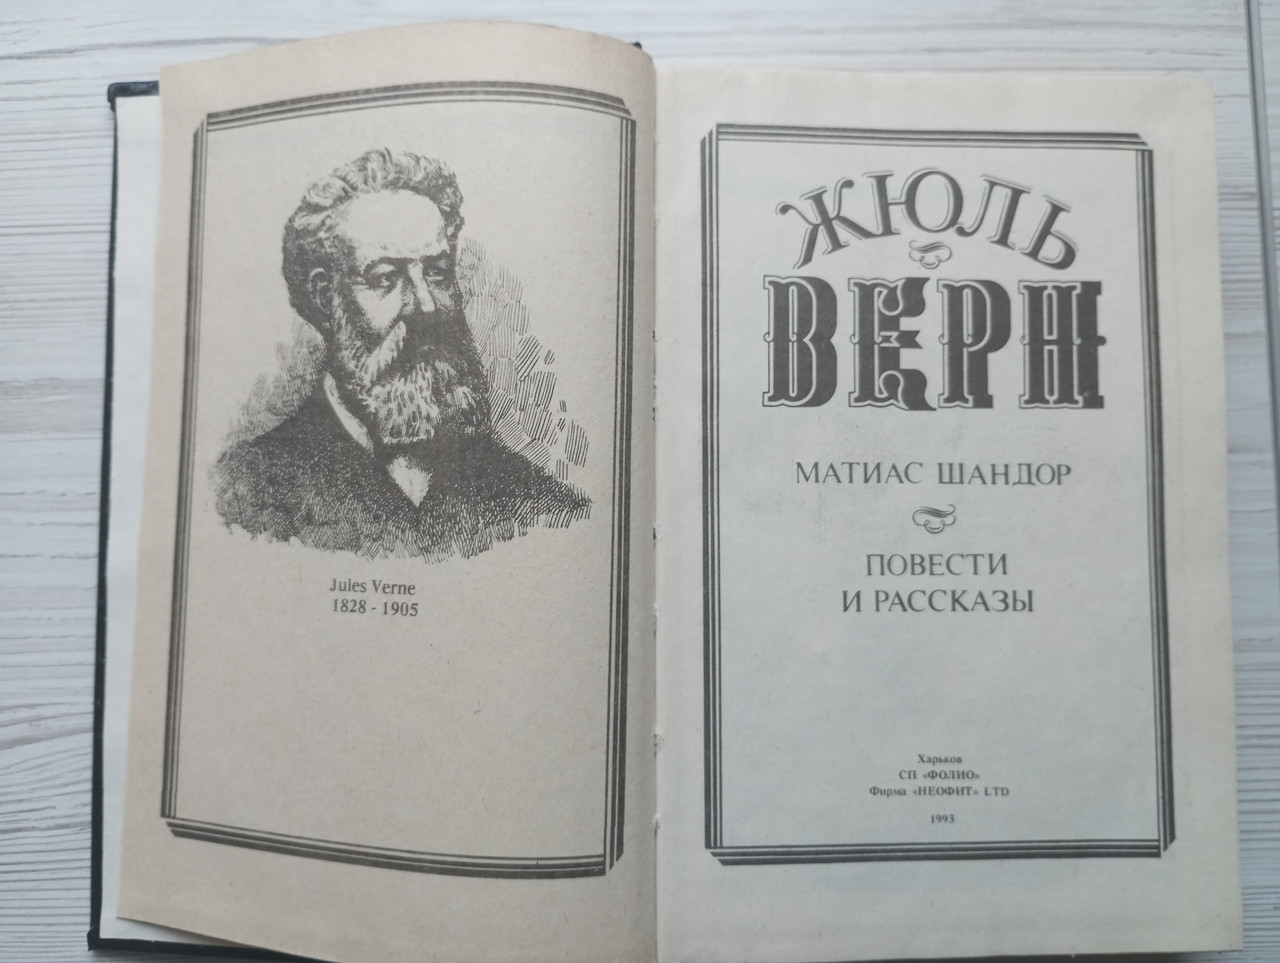 Jules Verne
1828 - 1905
ЖЮЛЬ
ВЕРН
МАТИАС ШАНДОР
ПОВЕСТИ
И РАССКАЗЫ
Харьков
СП «ФОЛИО»
Фирма «НЕОФИТ» LTD
1993